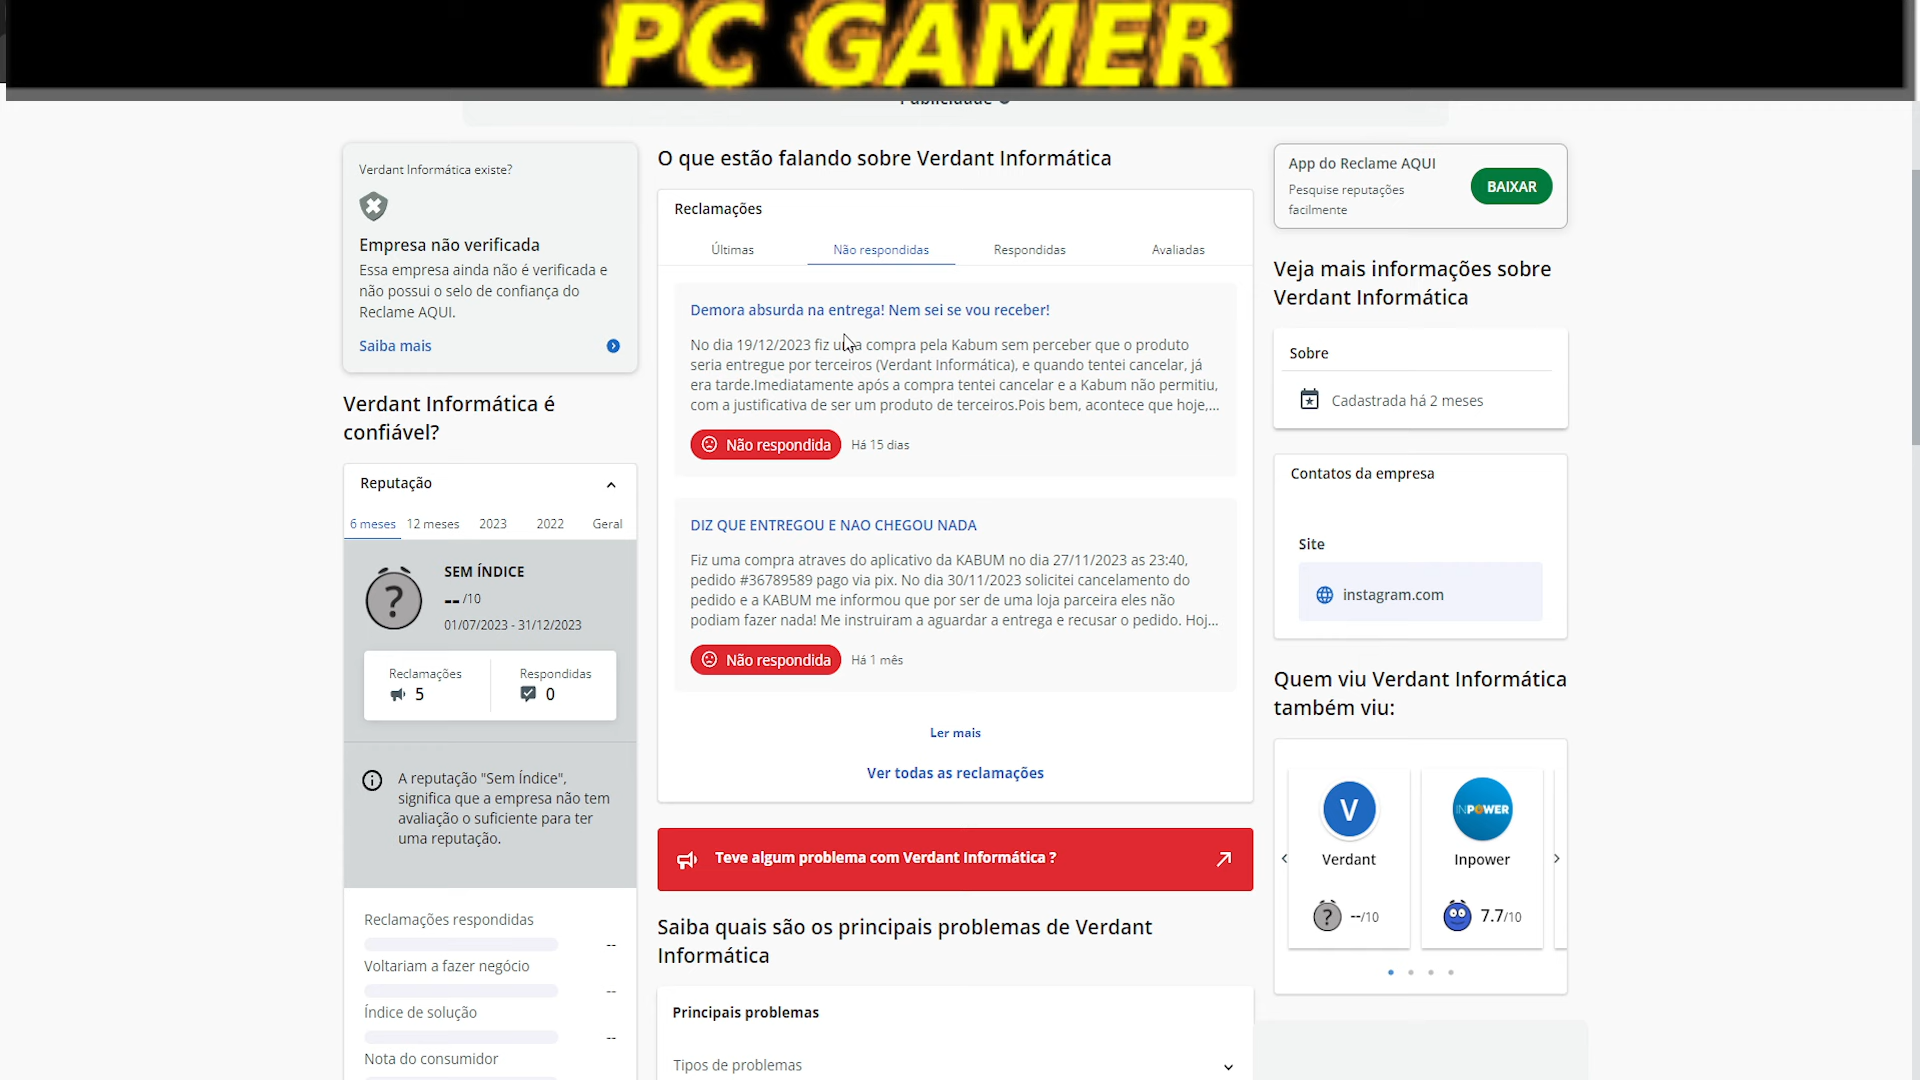 PC GAMER
Verdant Informática existe?
Empresa não verificada
Essa empresa ainda não é verificada e
não possui o selo de confiança do
Reclame AQUI.
Saiba mais
Verdant Informática é
confiável?
Reputação
6 meses 12 meses 2023 2022 Geral
SEM ÍNDICE
-- /10
01/07/2023 - 31/12/2023
Reclamações Respondidas
5 0
A reputação "Sem Índice",
significa que a empresa não tem
avaliação o suficiente para ter
uma reputação.
Reclamações respondidas
--
Voltariam a fazer negócio
--
Índice de solução
--
Nota do consumidor
O que estão falando sobre Verdant Informática
Reclamações
Últimas Não respondidas Respondidas Avaliadas
Demora absurda na entrega! Nem sei se vou receber!
No dia 19/12/2023 fiz uma compra pela Kabum sem perceber que o produto
seria entregue por terceiros (Verdant Informática), e quando tentei cancelar, já
era tarde.Imediatamente após a compra tentei cancelar e a Kabum não permitiu,
com a justificativa de ser um produto de terceiros.Pois bem, acontece que hoje,...
Não respondida Há 15 dias
DIZ QUE ENTREGOU E NAO CHEGOU NADA
Fiz uma compra atraves do aplicativo da KABUM no dia 27/11/2023 as 23:40,
pedido #36789589 pago via pix. No dia 30/11/2023 solicitei cancelamento do
pedido e a KABUM me informou que por ser de uma loja parceira eles não
podiam fazer nada! Me instruiram a aguardar a entrega e recusar o pedido. Hoj...
Não respondida Há 1 mês
Ler mais
Ver todas as reclamações
Teve algum problema com Verdant Informática ?
Saiba quais são os principais problemas de Verdant
Informática
Principais problemas
Tipos de problemas
App do Reclame AQUI
Pesquise reputações
facilmente
BAIXAR
Veja mais informações sobre
Verdant Informática
Sobre
Cadastrada há 2 meses
Contatos da empresa
Site
instagram.com
Quem viu Verdant Informática
também viu:
V INPOWER
Verdant Inpower
--/10 7.7/10